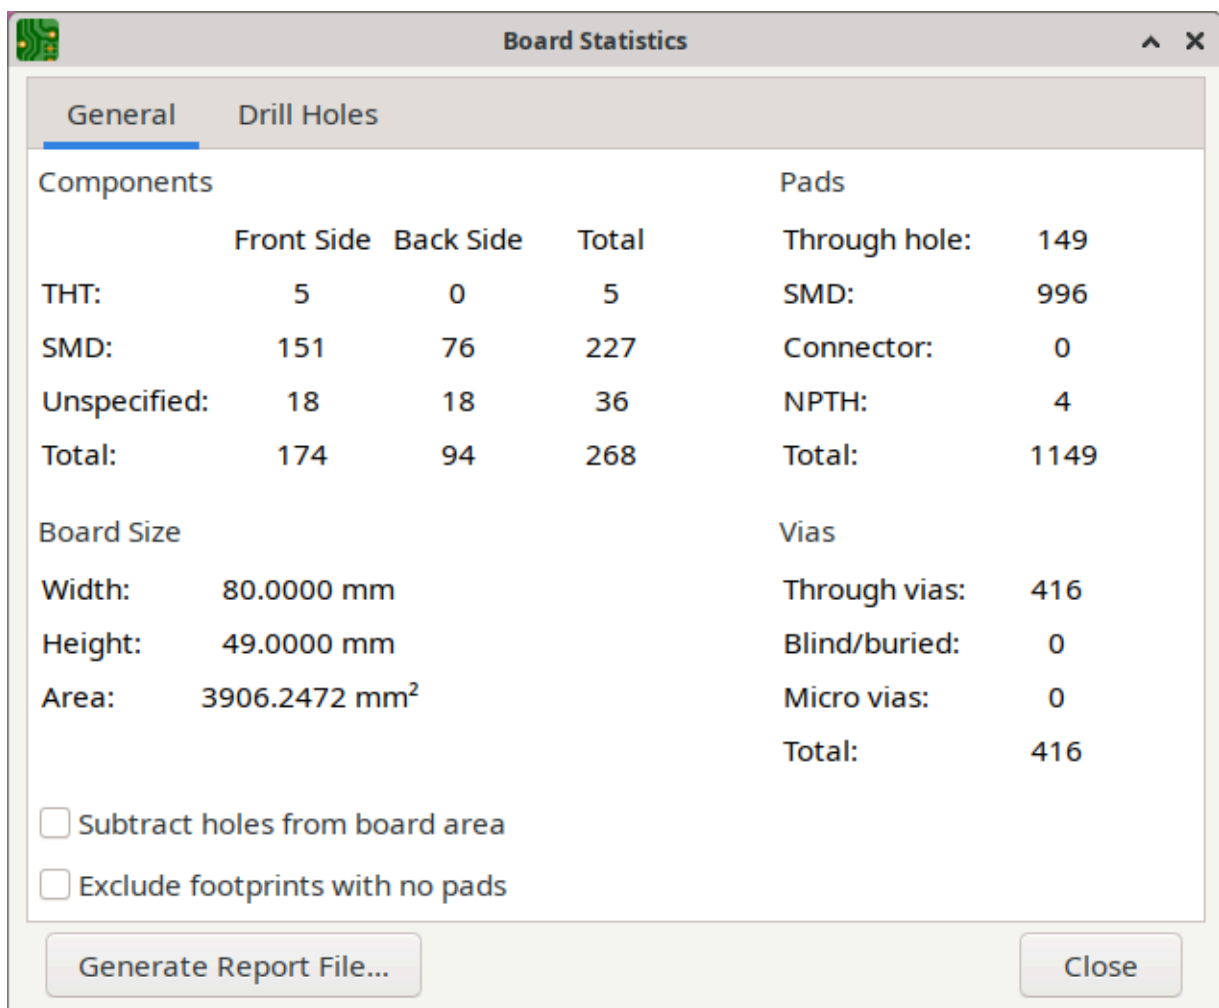 Board Statistics
General Drill Holes
Components
Front Side Back Side Total
THT: 5 0 5
SMD: 151 76 227
Unspecified: 18 18 36
Total: 174 94 268
Pads
Through hole: 149
SMD: 996
Connector: 0
NPTH: 4
Total: 1149
Board Size
Width: 80.0000 mm
Height: 49.0000 mm
Area: 3906.2472 mm²
Vias
Through vias: 416
Blind/buried: 0
Micro vias: 0
Total: 416
Subtract holes from board area
Exclude footprints with no pads
Generate Report File... Close